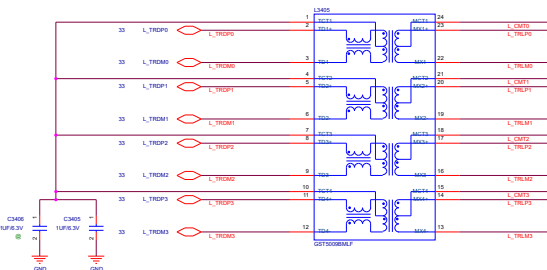 L3405
1 TCT1 MCT1 24
33 L_TRDP0 L_TRDP0 2 TD1+ MX1+ 23 L_CMT0 L_TRLP0
33 L_TRDM0 L_TRDM0 3 TD1- MX1- 22 L_TRLM0
4 TCT2 MCT2 21
33 L_TRDP1 L_TRDP1 5 TD2+ MX2+ 20 L_CMT1 L_TRLP1
33 L_TRDM1 L_TRDM1 6 TD2- MX2- 19 L_TRLM1
7 TCT3 MCT3 18
33 L_TRDP2 L_TRDP2 8 TD3+ MX3+ 17 L_CMT2 L_TRLP2
33 L_TRDM2 L_TRDM2 9 TD3- MX3- 16 L_TRLM2
10 TCT4 MCT4 15
33 L_TRDP3 L_TRDP3 11 TD4+ MX4+ 14 L_CMT3 L_TRLP3
33 L_TRDM3 L_TRDM3 12 TD4- MX4- 13 L_TRLM3
GST5009BMLF
C3406 1 C3405 1
1UF/6.3V 2 1UF/6.3V 2
GND GND